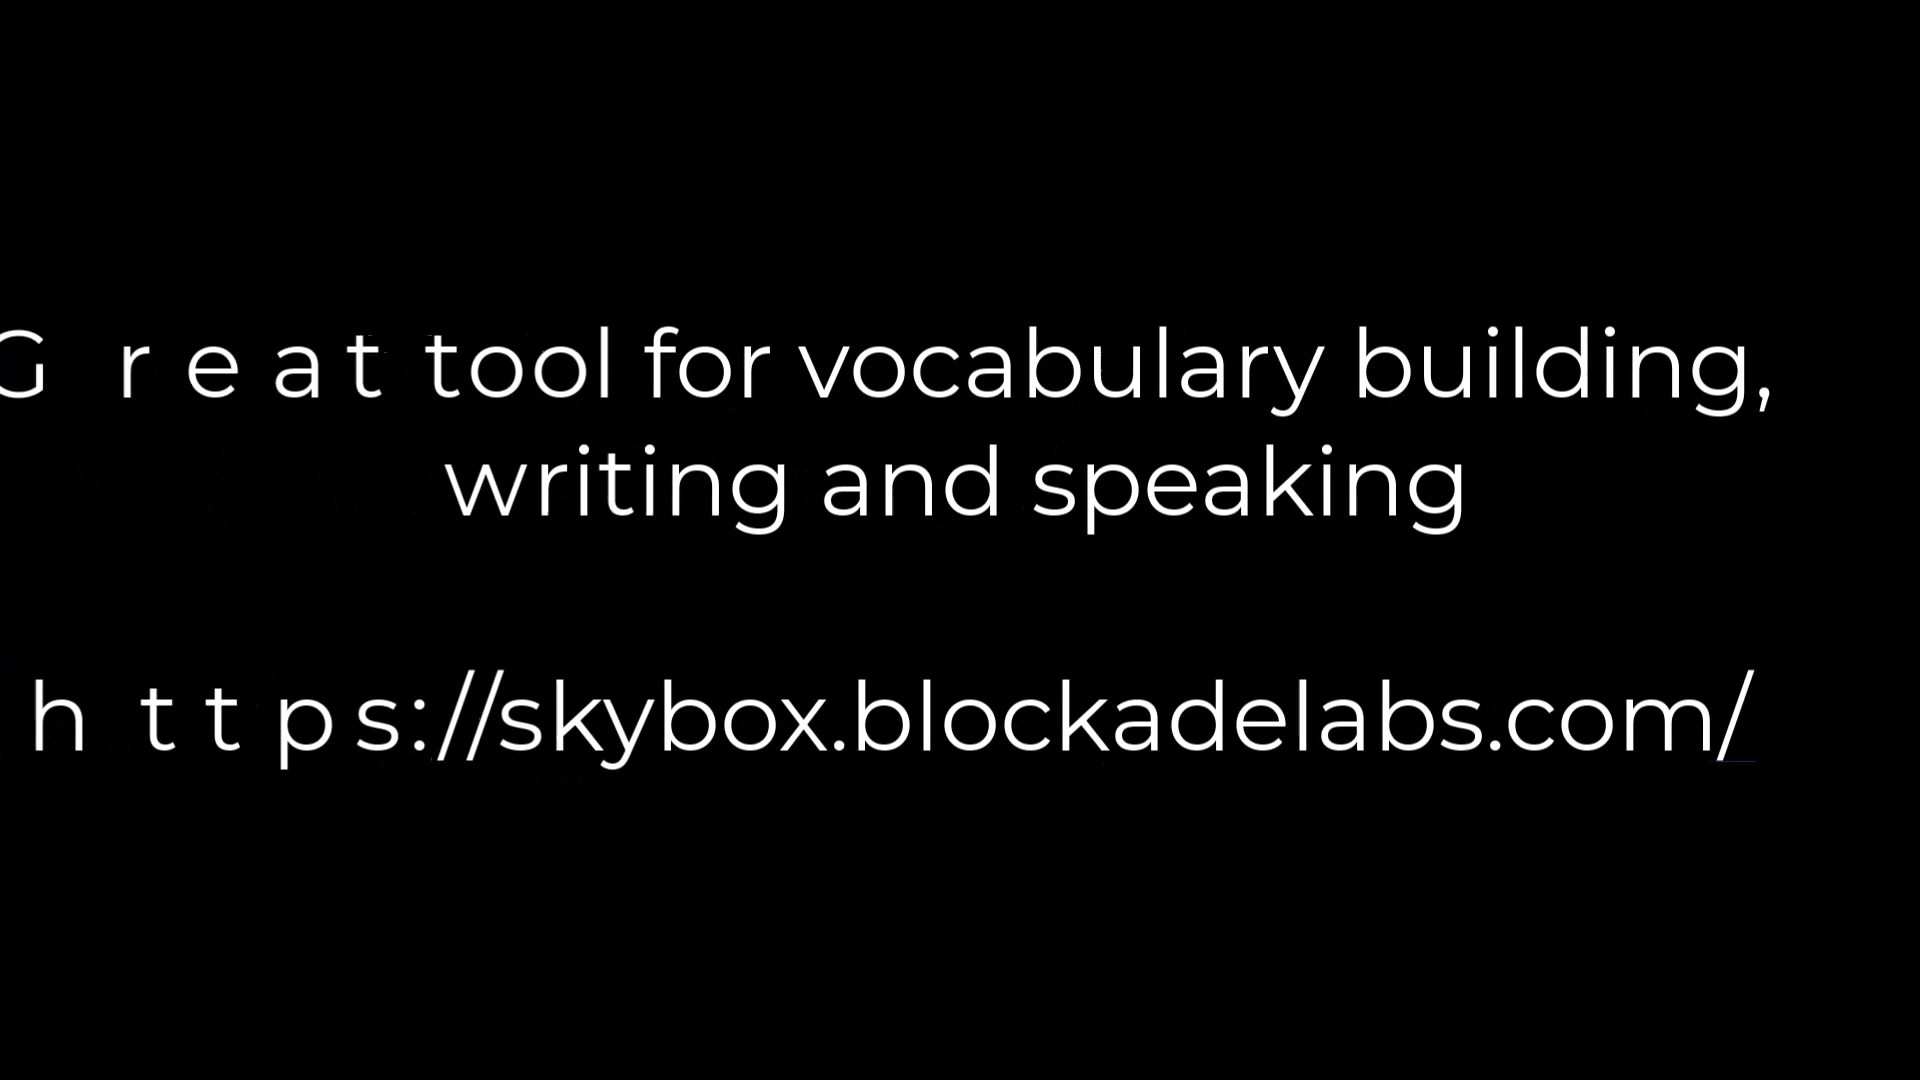 Great tool for vocabulary building,
writing and speaking
https://skybox.blockadelabs.com/